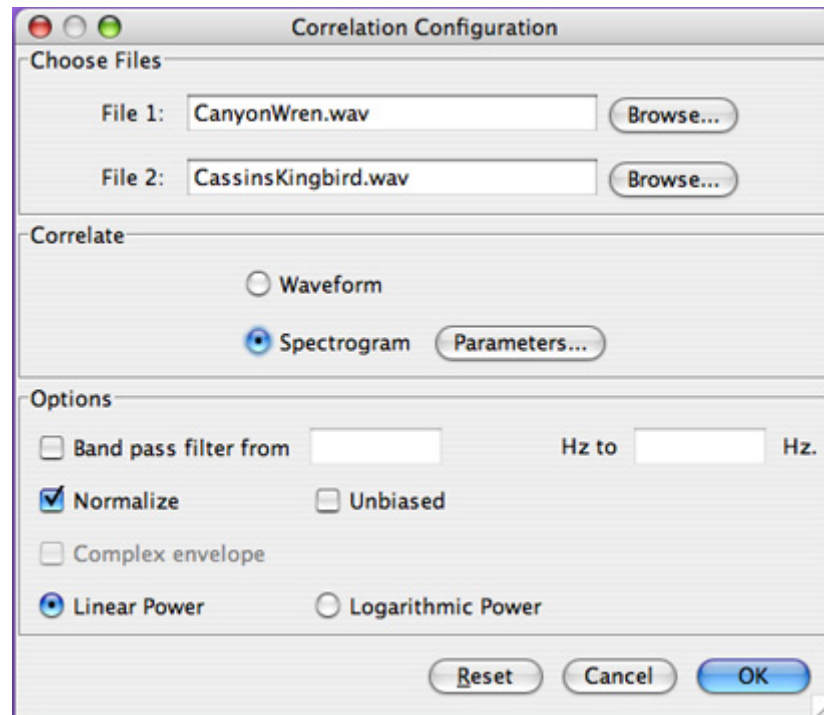 Correlation Configuration
Choose Files
File 1: CanyonWren.wav Browse...
File 2: CassinsKingbird.wav Browse...
Correlate
Waveform
Spectrogram Parameters...
Options
Band pass filter from Hz to Hz.
Normalize Unbiased
Complex envelope
Linear Power Logarithmic Power
Reset Cancel OK